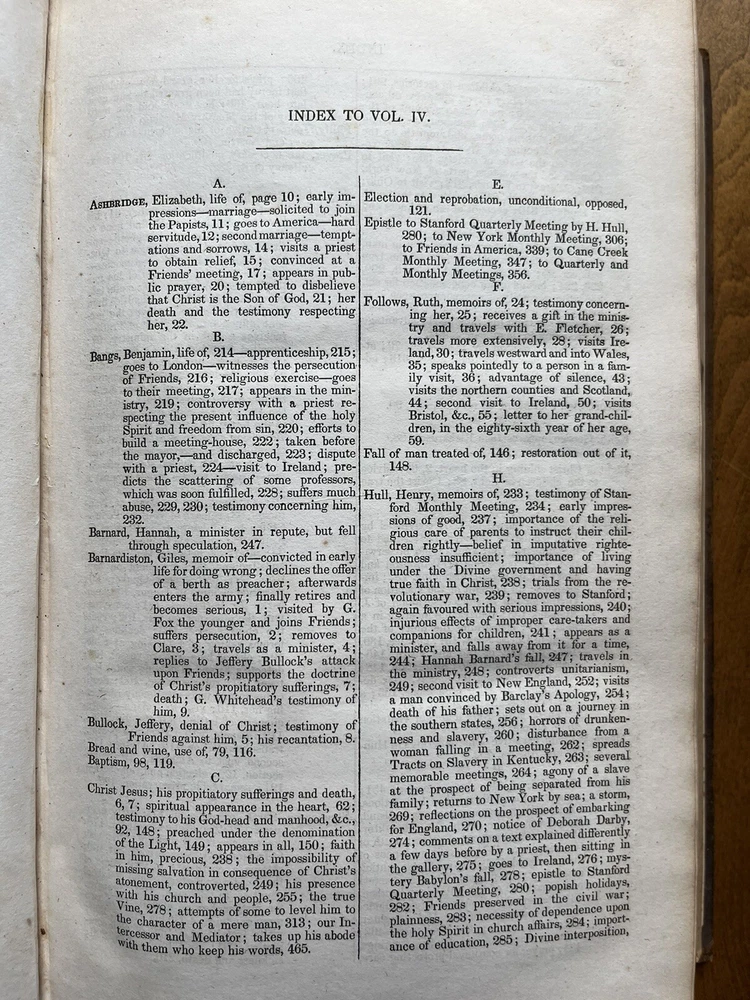 INDEX TO VOL. IV.
A.
ASHBRIDGE, Elizabeth, life of, page 10; early im-
pressions—marriage—solicited to join
the Papists, 11; goes to America—hard
servitude, 12; second marriage—tempt-
ations and sorrows, 14; visits a priest
to obtain relief, 15; convinced at a
Friends' meeting, 17; appears in pub-
lic prayer, 20; tempted to disbelieve
that Christ is the Son of God, 21; her
death and the testimony respecting
her, 22.
B.
Bangs, Benjamin, life of, 214—apprenticeship, 215;
goes to London—witnesses the persecution
of Friends, 216; religious exercise—goes
to their meeting, 217; appears in the min-
istry, 219; controversy with a priest re-
specting the present influence of the holy
Spirit and freedom from sin, 220; efforts to
build a meeting-house, 222; taken before
the mayor,—and discharged, 223; dispute
with a priest, 224—visit to Ireland; pre-
dicts the scattering of some professors,
which was soon fulfilled, 228; suffers much
abuse, 229, 230; testimony concerning him,
232.
Barnard, Hannah, a minister in repute, but fell
through speculation, 247.
Barnardiston, Giles, memoir of—convicted in early
life for doing wrong; declines the offer
of a berth as preacher; afterwards
enters the army; finally retires and
becomes serious, 1; visited by G.
Fox the younger and joins Friends;
suffers persecution, 2; removes to
Clare, 3; travels as a minister, 4;
replies to Jeffery Bullock's attack
upon Friends; supports the doctrine
of Christ's propitiatory sufferings, 7;
death; G. Whitehead's testimony of
him, 9.
Bullock, Jeffery, denial of Christ; testimony of
Friends against him, 5; his recantation, 8.
Bread and wine, use of, 79, 116.
Baptism, 98, 119.
C.
Christ Jesus; his propitiatory sufferings and death,
6, 7; spiritual appearance in the heart, 62;
testimony to his God-head and manhood, &c.,
92, 148; preached under the denomination
of the Light, 149; appears in all, 150; faith
in him, precious, 238; the impossibility of
missing salvation in consequence of Christ's
atonement, controverted, 249; his presence
with his church and people, 255; the true
Vine, 278; attempts of some to level him to
the character of a mere man, 313; our In-
tercessor and Mediator; takes up his abode
with them who keep his words, 465.
E.
Election and reprobation, unconditional, opposed,
121.
Epistle to Stanford Quarterly Meeting by H. Hull,
280; to New York Monthly Meeting, 306;
to Friends in America, 339; to Cane Creek
Monthly Meeting, 347; to Quarterly and
Monthly Meetings, 356.
F.
Follows, Ruth, memoirs of, 24; testimony concern-
ing her, 25; receives a gift in the minis-
try and travels with E. Fletcher, 26;
travels more extensively, 28; visits Ire-
land, 30; travels westward and into Wales,
35; speaks pointedly to a person in a fam-
ily visit, 36; advantage of silence, 43;
visits the northern counties and Scotland,
44; second visit to Ireland, 50; visits
Bristol, &c., 55; letter to her grand-chil-
dren, in the eighty-sixth year of her age,
59.
Fall of man treated of, 146; restoration out of it,
148.
H.
Hull, Henry, memoirs of, 233; testimony of Stan-
ford Monthly Meeting, 234; early impres-
sions of good, 237; importance of the reli-
gious care of parents to instruct their chil-
dren rightly—belief in imputative righte-
ousness insufficient; importance of living
under the Divine government and having
true faith in Christ, 238; trials from the re-
volutionary war, 239; removes to Stanford;
again favoured with serious impressions, 240;
injurious effects of improper care-takers and
companions for children, 241; appears as a
minister, and falls away from it for a time,
244; Hannah Barnard's fall, 247; travels in
the ministry, 248; controverts unitarianism,
249; second visit to New England, 252; visits
a man convinced by Barclay's Apology, 254;
death of his father; sets out on a journey in
the southern states, 256; horrors of drunken-
ness and slavery, 260; disturbance from a
woman falling in a meeting, 262; spreads
Tracts on Slavery in Kentucky, 263; several
memorable meetings, 264; agony of a slave
at the prospect of being separated from his
family; returns to New York by sea; a storm,
269; reflections on the prospect of embarking
for England, 270; notice of Deborah Darby,
274; comments on a text explained differently
a few days before by a priest, then sitting in
the gallery, 275; goes to Ireland, 276; mys-
tery Babylon's fall, 278; epistle to Stanford
Quarterly Meeting, 280; popish holidays,
282; Friends preserved in the civil war;
plainness, 283; necessity of dependence upon
the holy Spirit in church affairs, 284; import-
ance of education, 285; Divine interposition,